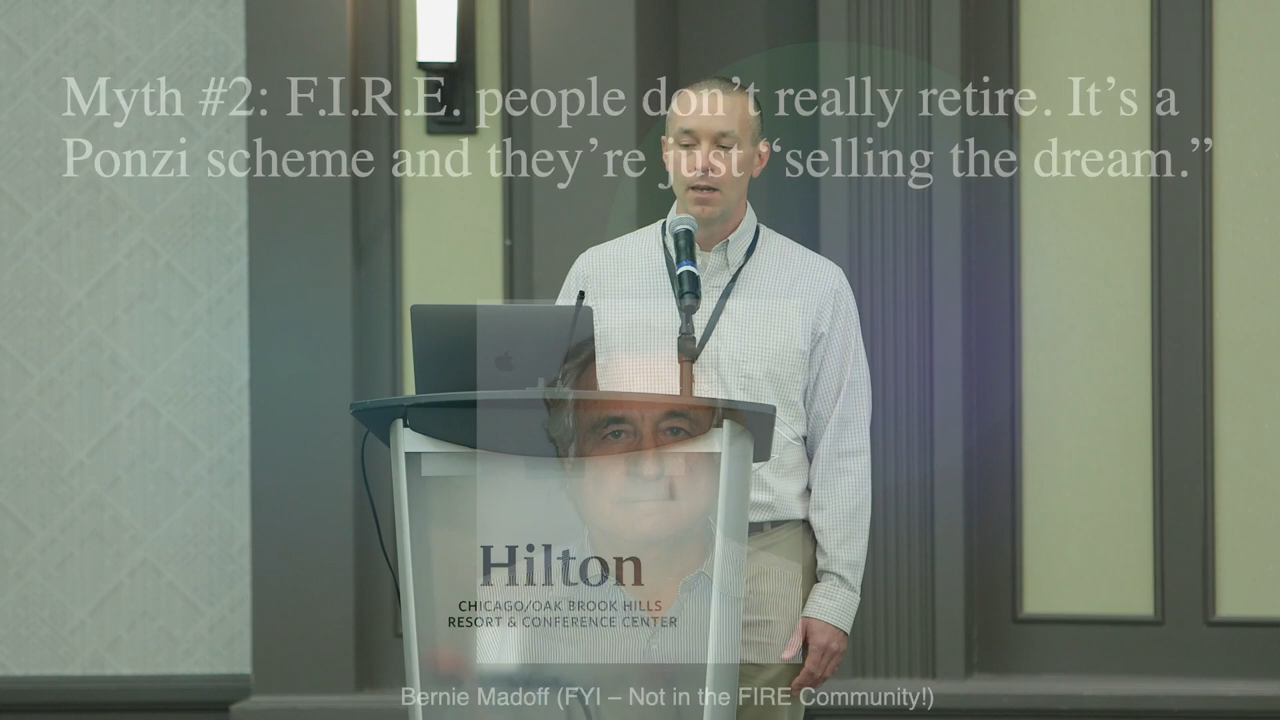 Myth #2: F.I.R.E. people don’t really retire. It’s a
Ponzi scheme and they’re just “selling the dream.”
Hilton
CHICAGO/OAK BROOK HILLS
RESORT & CONFERENCE CENTER
Bernie Madoff (FYI – Not in the FIRE Community!)